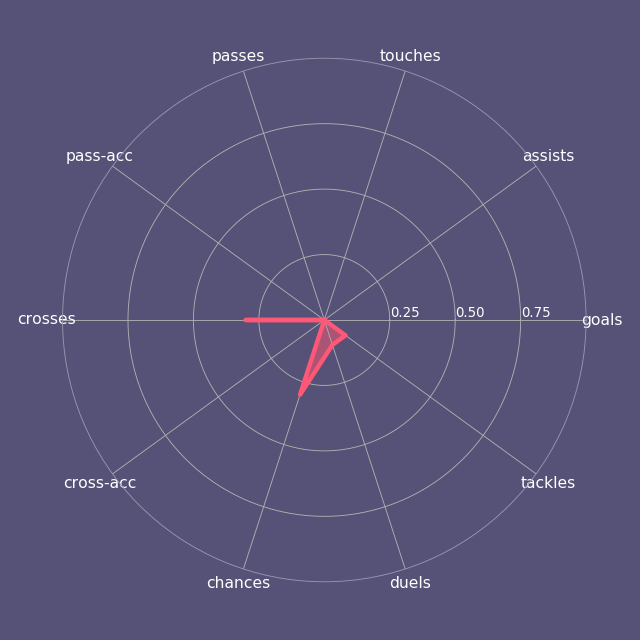 passes
touches
pass-acc
assists
0.25
0.50
0.75
crosses
goals
cross-acc
tackles
chances
duels